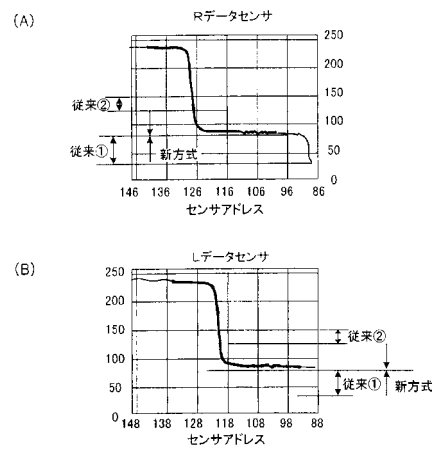 (A)
Rデータセンサ
250
200
150
100
50
0
従来②
従来①
新方式
146 136 126 116 106 96 86
センサアドレス
(B)
Lデータセンサ
250
200
150
100
50
0
従来②
従来①
新方式
148 138 128 118 108 98 88
センサアドレス